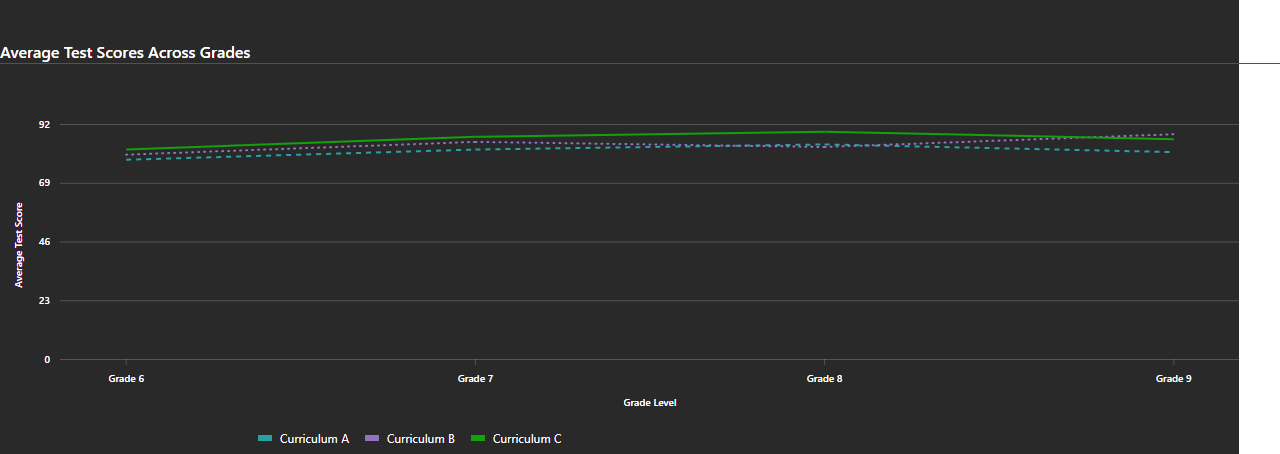 Average Test Scores Across Grades
92
69
46
23
0
Average Test Score
Grade 6
Grade 7
Grade 8
Grade 9
Grade Level
Curriculum A
Curriculum B
Curriculum C